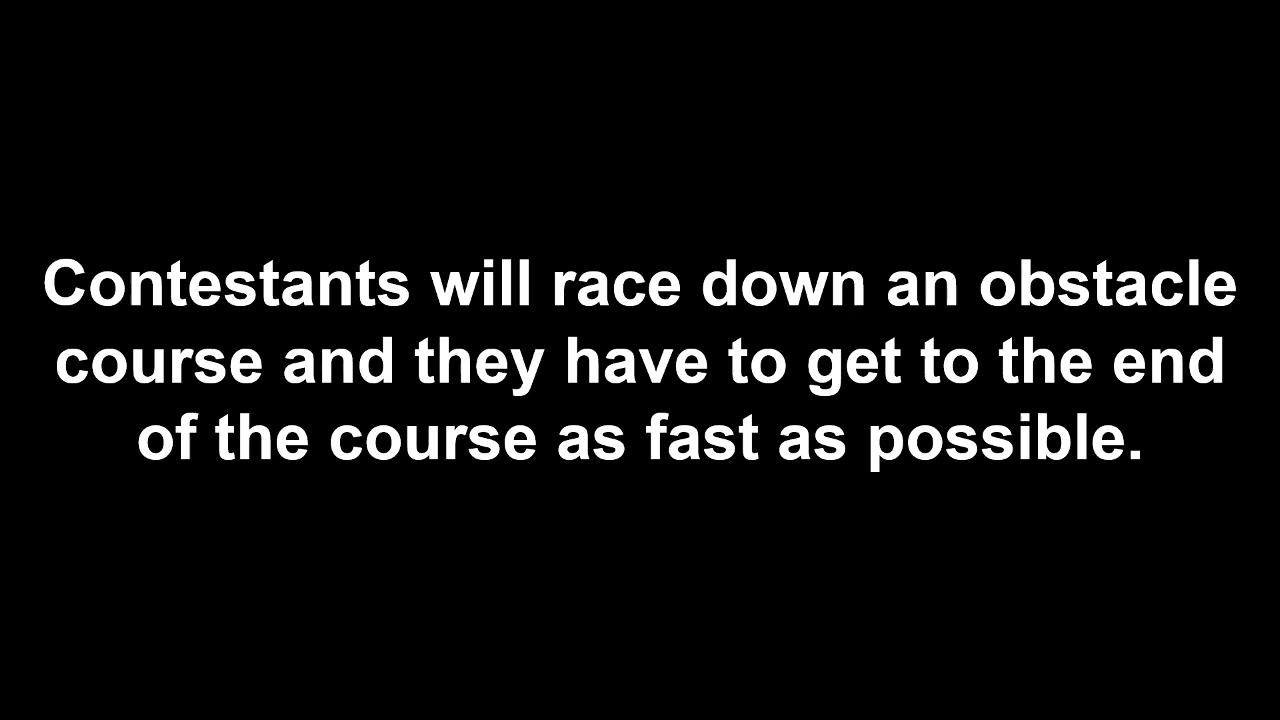 Contestants will race down an obstacle
course and they have to get to the end
of the course as fast as possible.